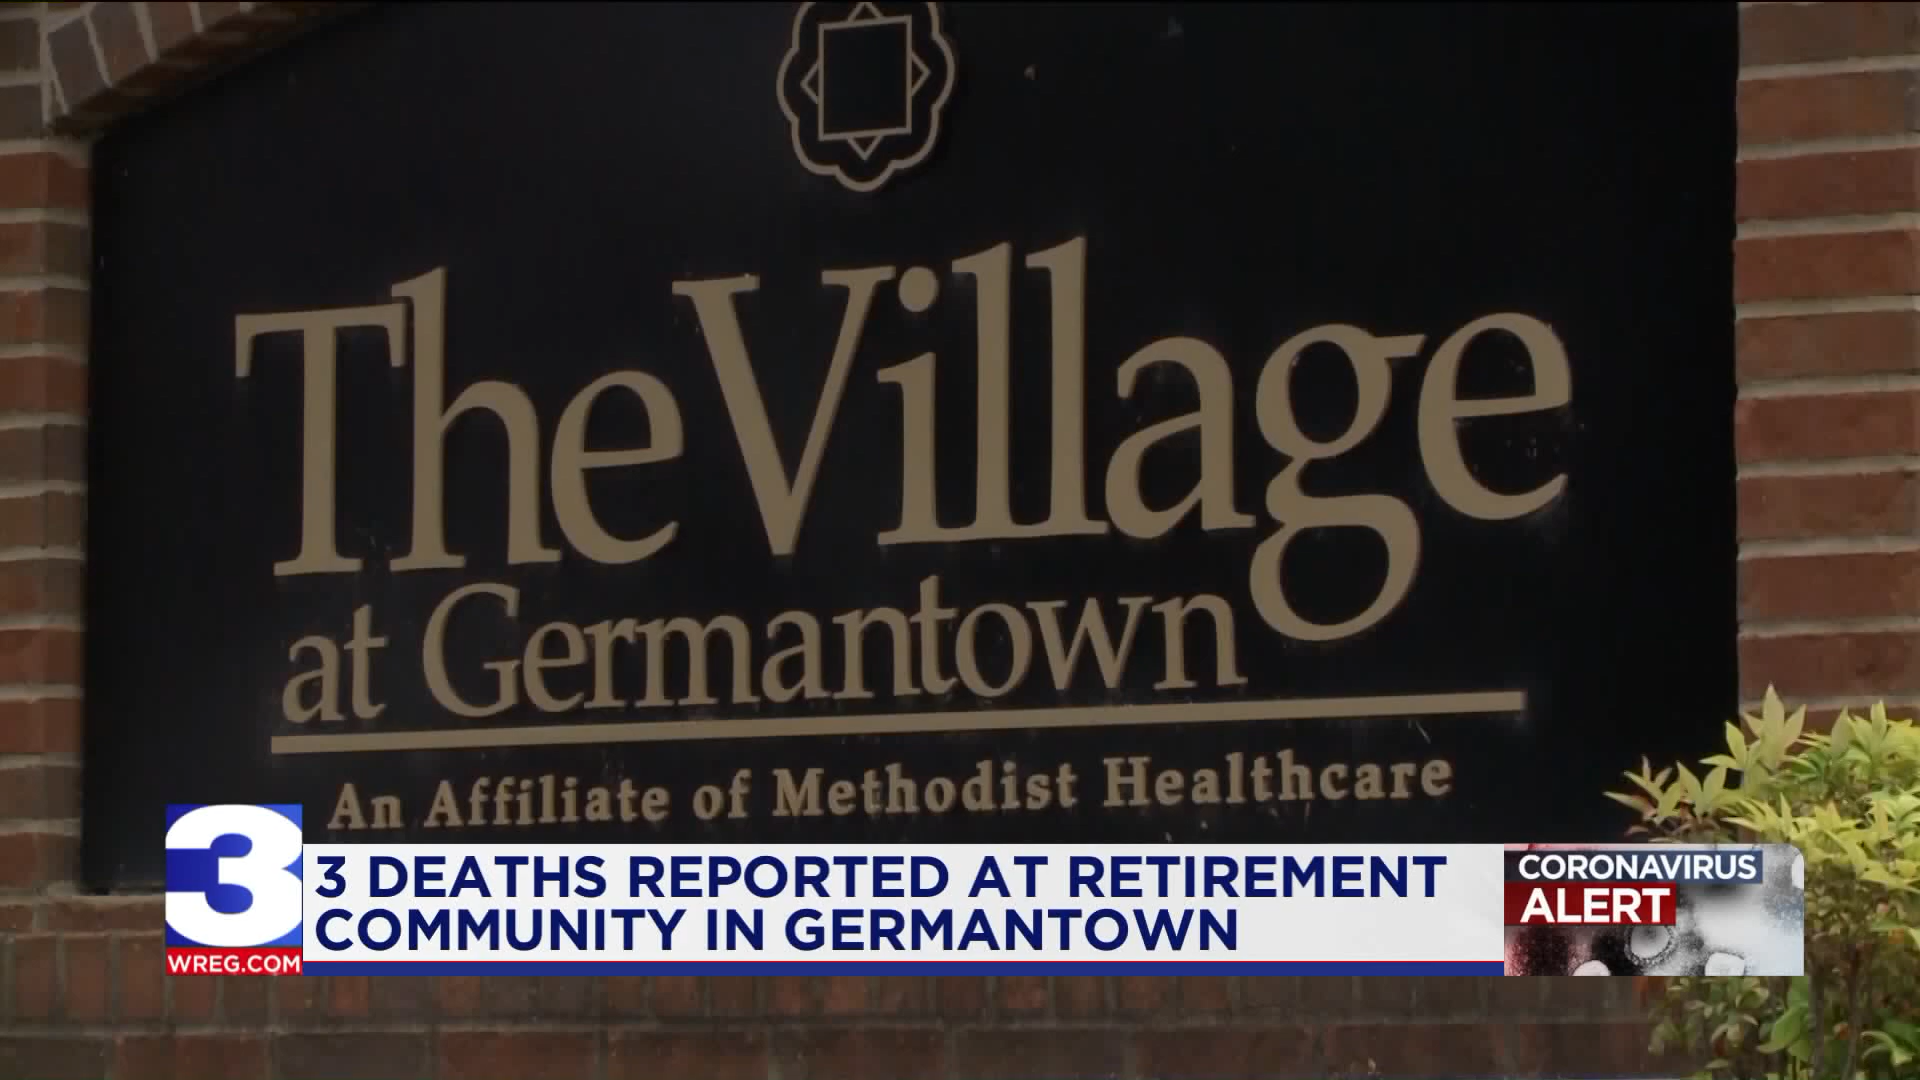 The Village
at Germantown
An Affiliate of Methodist Healthcare
3
WREG.COM
3 DEATHS REPORTED AT RETIREMENT
COMMUNITY IN GERMANTOWN
CORONAVIRUS
ALERT